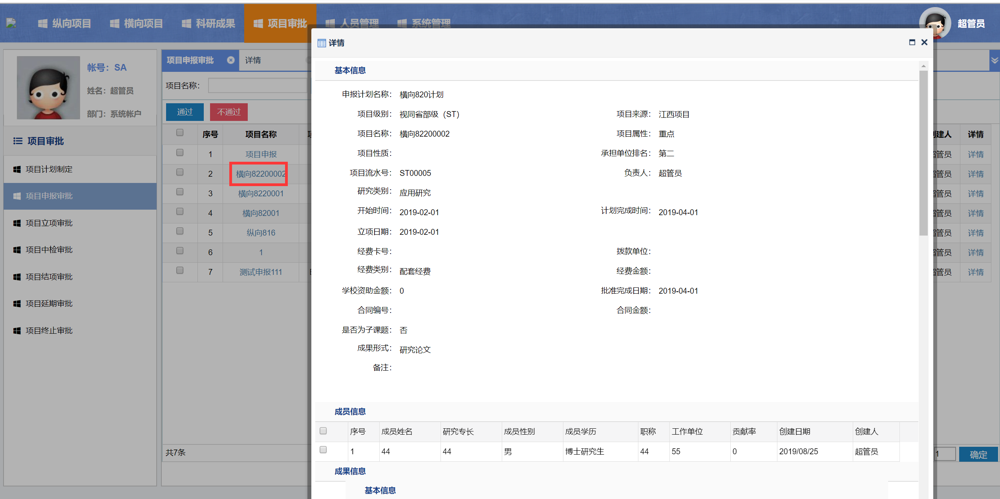 纵向项目 横向项目 科研成果 项目审批 人员管理 系统管理 超管员
帐号：SA
姓名：超管员
部门：系统帐户
项目审批
项目计划制定
项目申报审批
项目立项审批
项目中检审批
项目结项审批
项目延期审批
项目终止审批
项目申报审批 详情
项目名称：
通过 不通过
序号 项目名称 创建人 详情
1 项目申报 超管员 详情
2 横向82200002 超管员 详情
3 横向8220001 超管员 详情
4 横向82001 超管员 详情
5 纵向816 超管员 详情
6 1 超管员 详情
7 测试申报111 超管员 详情
共7条 1 确定
详情
基本信息
申报计划名称： 横向820计划
项目级别： 视同省部级（ST） 项目来源： 江西项目
项目名称： 横向82200002 项目属性： 重点
项目性质： 承担单位排名： 第二
项目流水号： ST00005 负责人： 超管员
研究类别： 应用研究
开始时间： 2019-02-01 计划完成时间： 2019-04-01
立项日期： 2019-02-01
经费卡号： 拨款单位：
经费类别： 配套经费 经费金额：
学校资助金额： 0 批准完成日期： 2019-04-01
合同编号： 合同金额：
是否为子课题： 否
成果形式： 研究论文
备注：
成员信息
序号 成员姓名 研究专长 成员性别 成员学历 职称 工作单位 贡献率 创建日期 创建人
1 44 44 男 博士研究生 44 55 0 2019/08/25 超管员
成果信息
基本信息